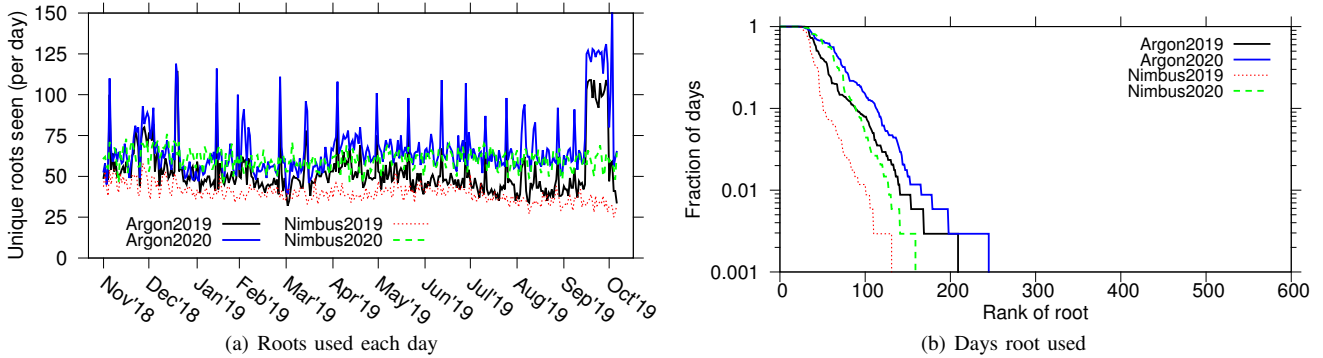 Unique roots seen (per day)
150
125
100
75
50
25
0
Argon2019
Argon2020
Nimbus2019
Nimbus2020
Nov'18
Dec'18
Jan'19
Feb'19
Mar'19
Apr'19
May'19
Jun'19
Jul'19
Aug'19
Sep'19
Oct'19
(a) Roots used each day
Fraction of days
1
0.1
0.01
0.001
Argon2019
Argon2020
Nimbus2019
Nimbus2020
0 100 200 300 400 500 600
Rank of root
(b) Days root used